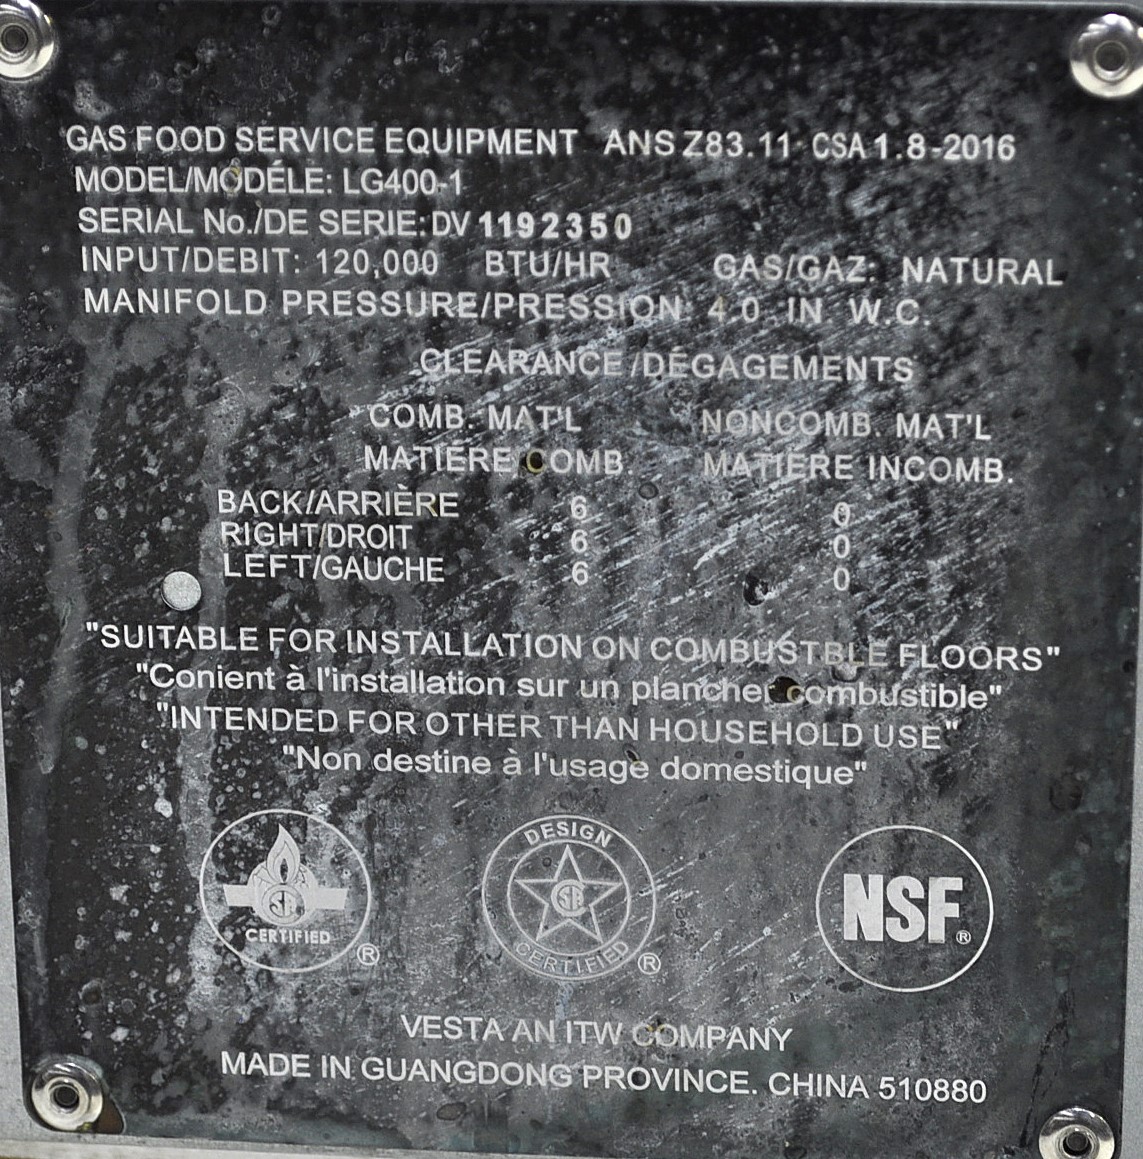 GAS FOOD SERVICE EQUIPMENT ANS Z83.11· CSA 1.8-2016
MODEL/MODÉLE: LG400-1
SERIAL No./DE SERIE: DV 1192350
INPUT/DEBIT: 120,000 BTU/HR GAS/GAZ: NATURAL
MANIFOLD PRESSURE/PRESSION: 4.0 IN W.C.
CLEARANCE /DÉGAGEMENTS
COMB. MAT'L NONCOMB. MAT'L
MATIÉRE COMB. MATIÈRE INCOMB.
BACK/ARRIÈRE 6 0
RIGHT/DROIT 6 0
LEFT/GAUCHE 6 0
"SUITABLE FOR INSTALLATION ON COMBUSTBLE FLOORS"
"Conient à l'installation sur un plancher combustible"
"INTENDED FOR OTHER THAN HOUSEHOLD USE"
"Non destine à l'usage domestique"
CERTIFIED ®
DESIGN
CERTIFIED ®
NSF®
VESTA AN ITW COMPANY
MADE IN GUANGDONG PROVINCE. CHINA 510880